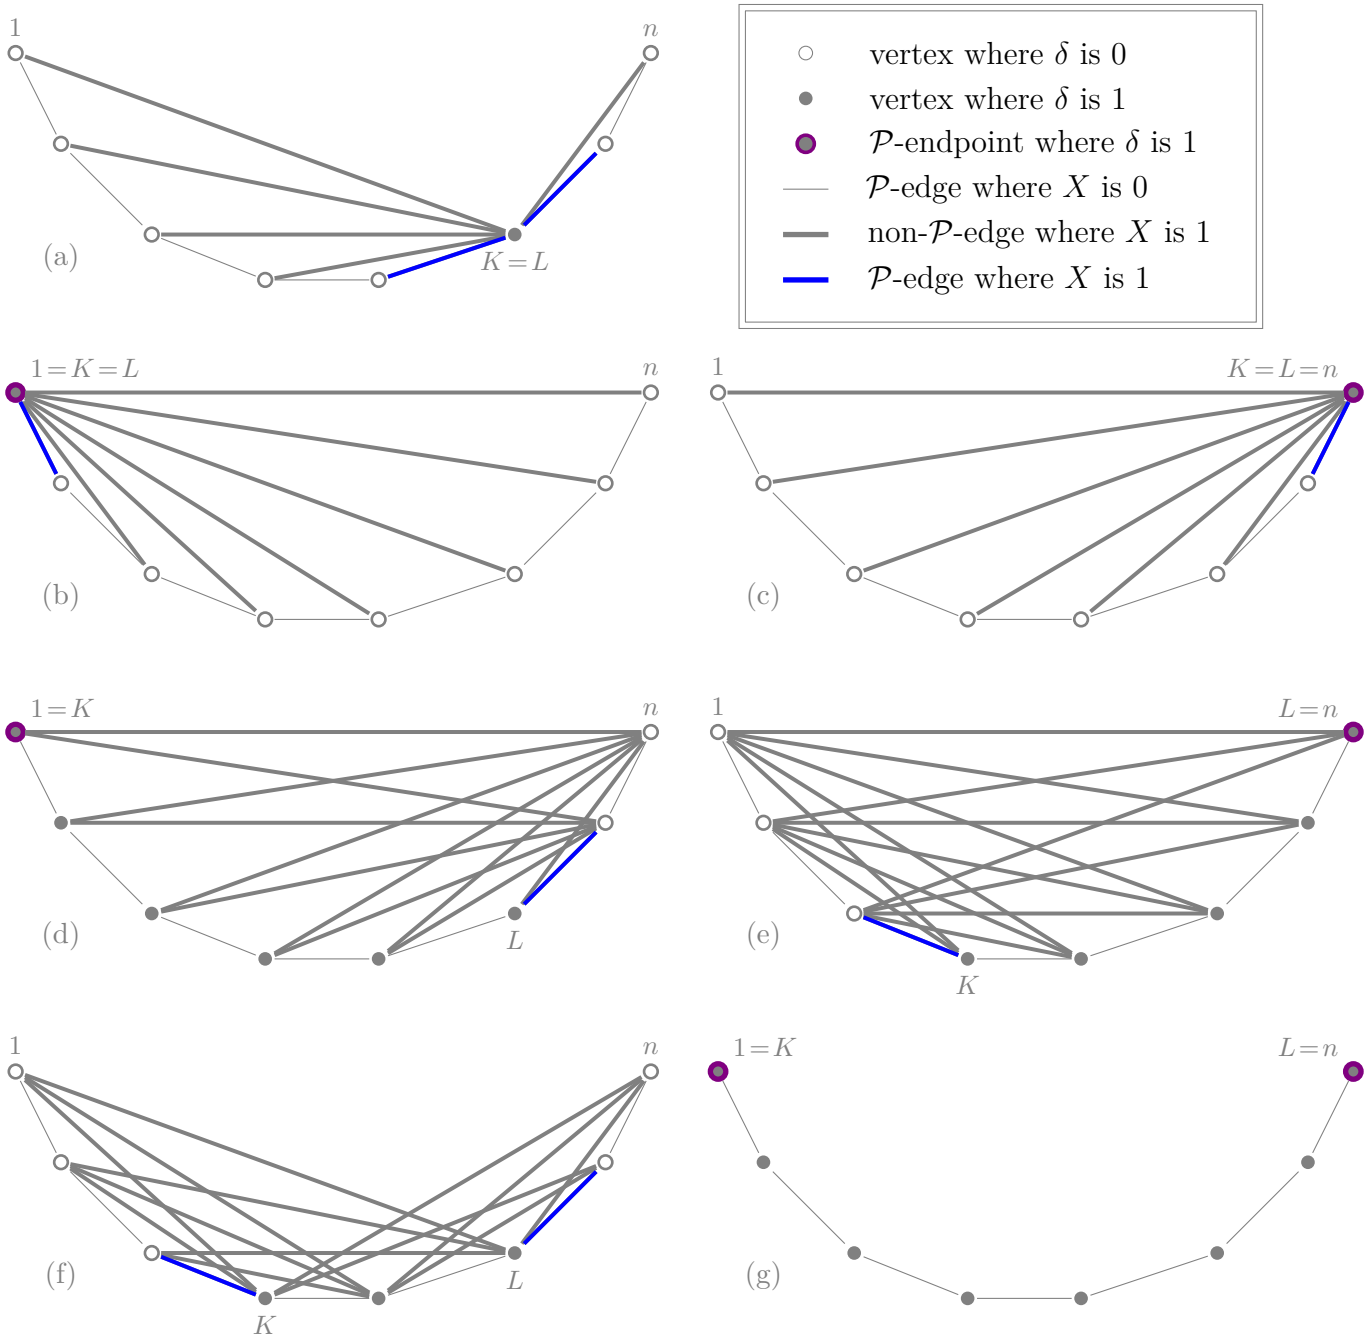 1
n
K = L
(a)
vertex where δ is 0
vertex where δ is 1
𝒫-endpoint where δ is 1
𝒫-edge where X is 0
non-𝒫-edge where X is 1
𝒫-edge where X is 1
1 = K = L
n
(b)
1
K = L = n
(c)
1 = K
n
L
(d)
1
L = n
K
(e)
1
n
L
K
(f)
1 = K
L = n
(g)